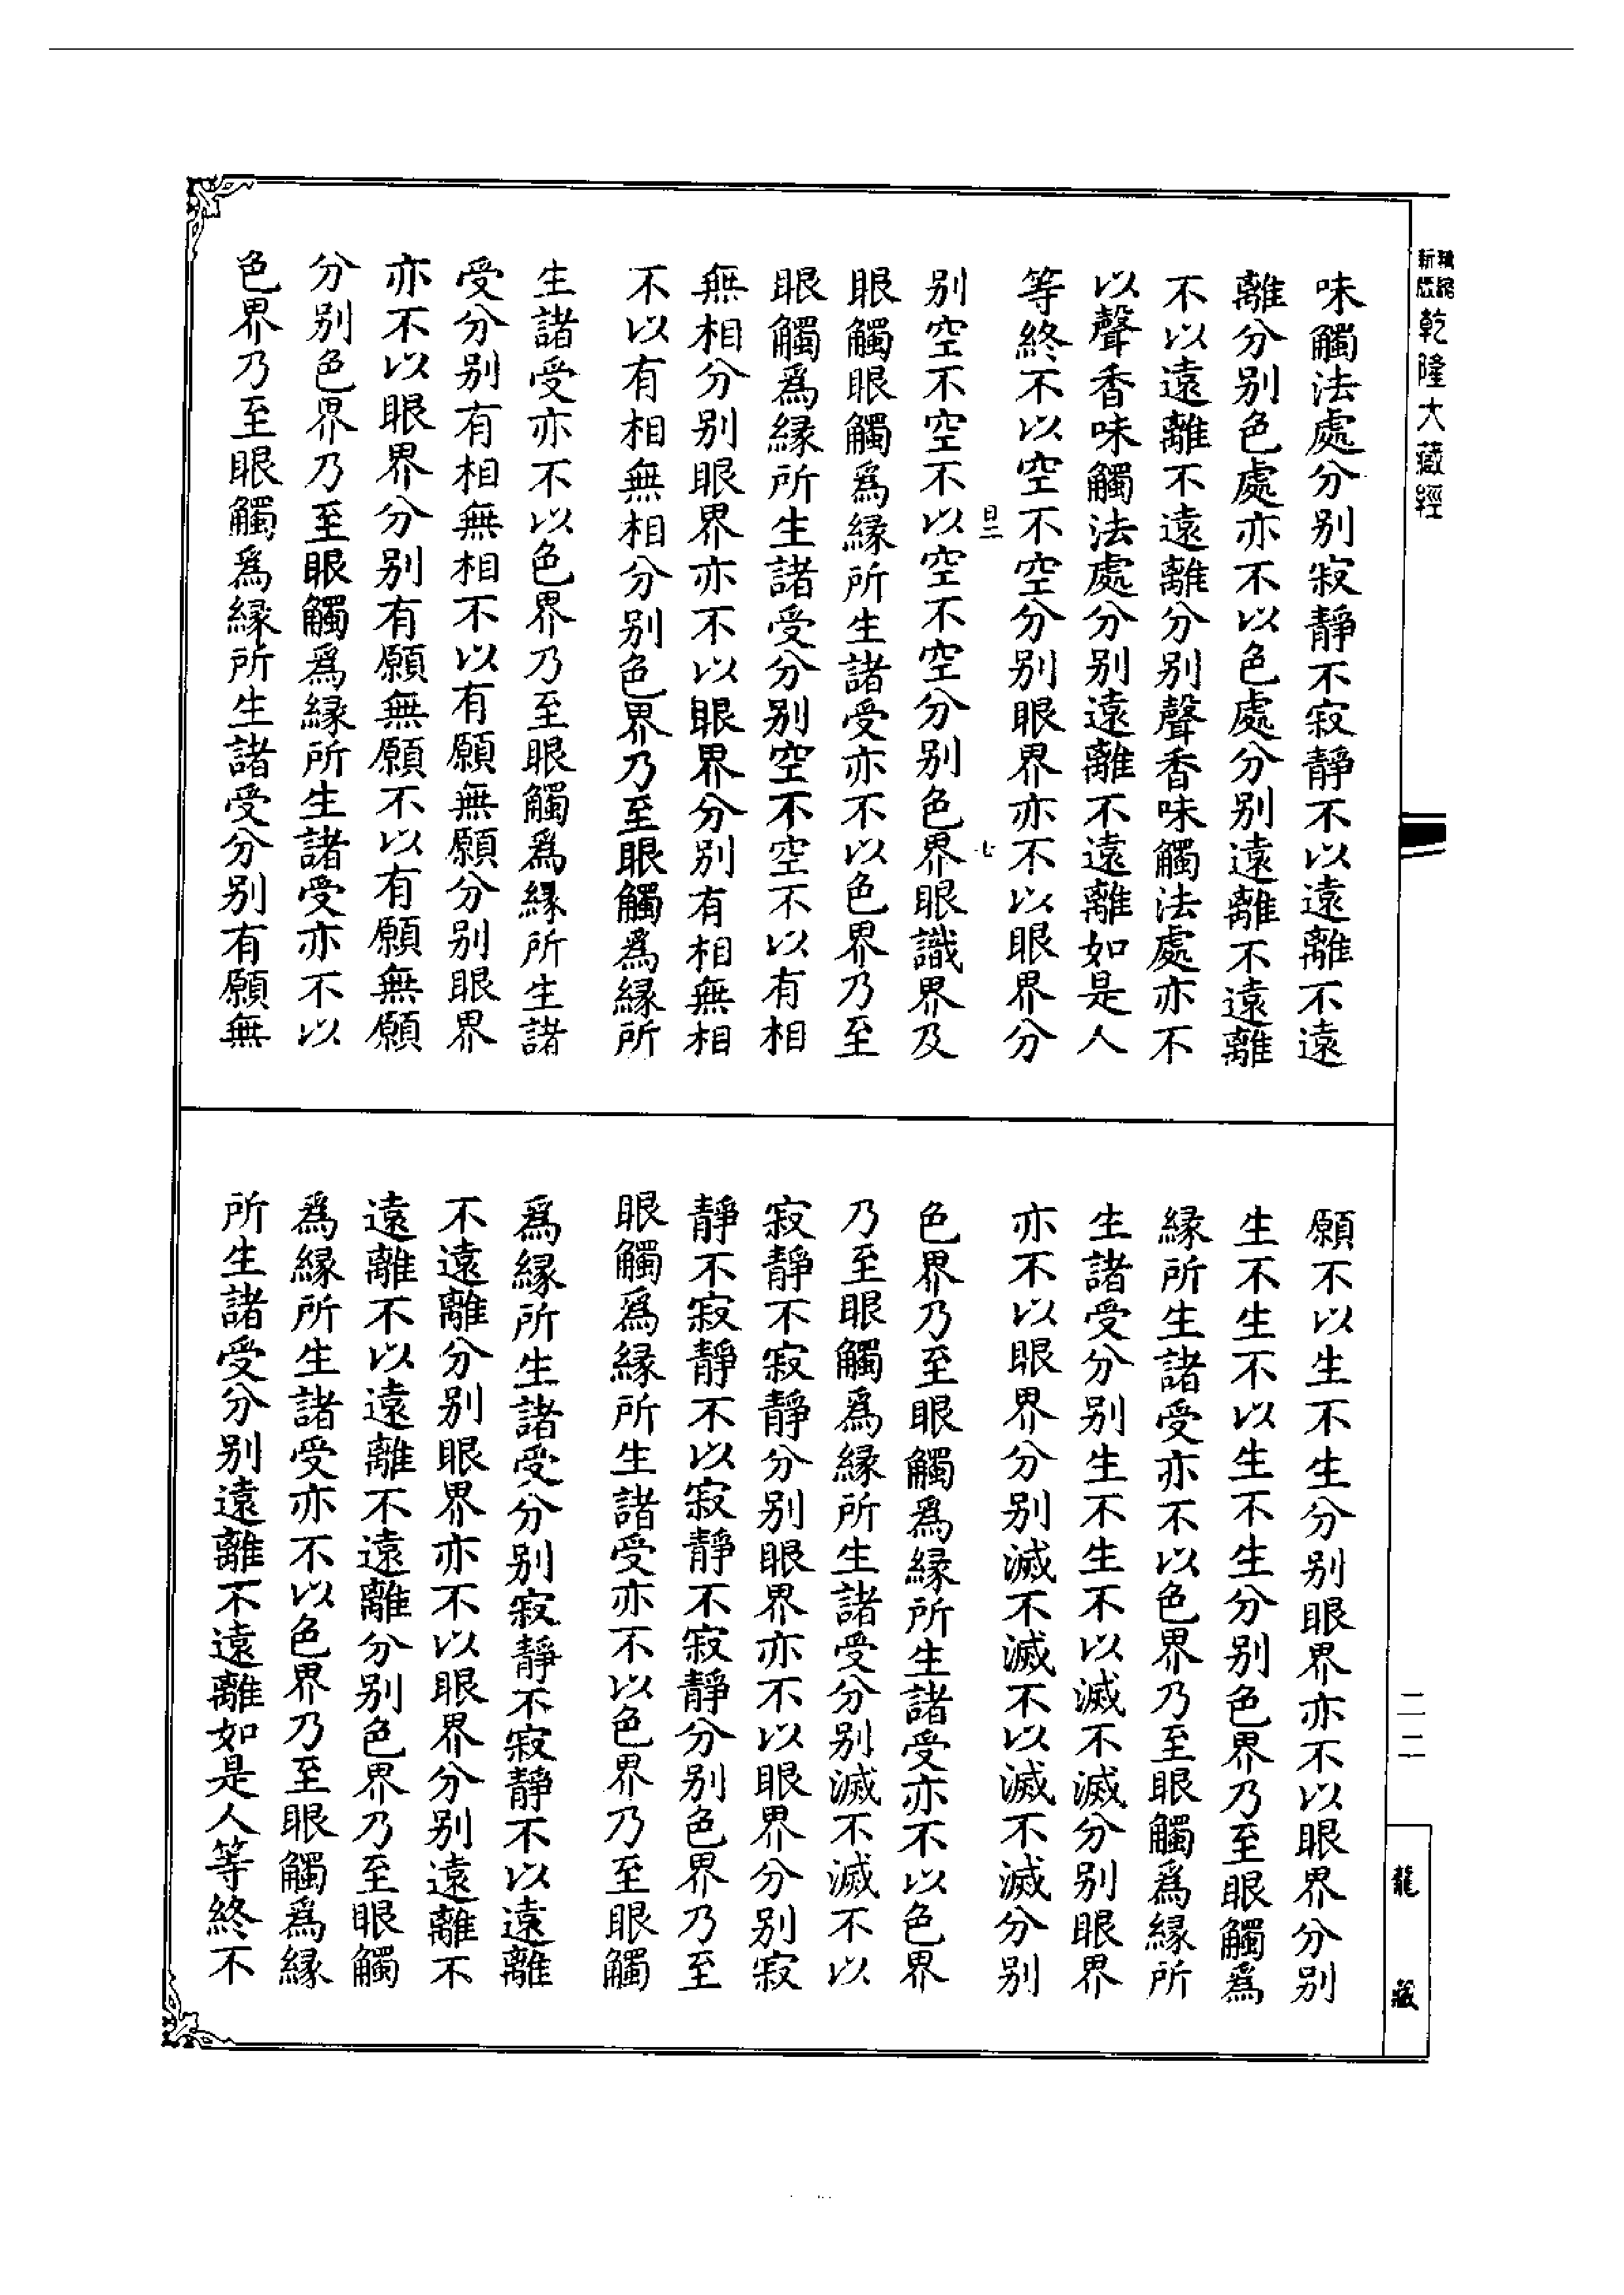 乾隆大藏經
味觸法處分別寂靜不寂靜不以遠離不遠
離分別色處亦不以色處分別遠離不遠離
不以遠離不遠離分別聲香味觸法處亦不
以聲香味觸法處分別遠離不遠離如是人
等終不以空不空分別眼界亦不以眼界分
七
別空不空不以空不空分別色界眼識界及
眼觸眼觸爲縁所生諸受亦不以色界乃至
眼觸爲縁所生諸受分別空不空不以有相
無相分別眼界亦不以眼界分別有相無相
不以有相無相分別色界乃至眼觸爲縁所
生諸受亦不以色界乃至眼觸爲縁所生諸
受分別有相無相不以有願無願分別眼界
亦不以眼界分別有願無願不以有願無願
分別色界乃至眼觸爲縁所生諸受亦不以
色界乃至眼觸爲縁所生諸受分別有願無
願不以生不生分別眼界亦不以眼界分別
生不生不以生不生分別色界乃至眼觸爲
縁所生諸受亦不以色界乃至眼觸爲縁所
生諸受分別生不生不以滅不滅分別眼界
亦不以眼界分別滅不滅不以滅不滅分別
色界乃至眼觸爲縁所生諸受亦不以色界
乃至眼觸爲縁所生諸受分別滅不滅不以
寂靜不寂靜分別眼界亦不以眼界分別寂
靜不寂靜不以寂靜不寂靜分別色界乃至
眼觸爲縁所生諸受亦不以色界乃至眼觸
爲縁所生諸受分別寂靜不寂靜不以遠離
不遠離分別眼界亦不以眼界分別遠離不
遠離不以遠離不遠離分別色界乃至眼觸
爲縁所生諸受亦不以色界乃至眼觸爲縁
所生諸受分別遠離不遠離如是人等終不
二二
龍藏